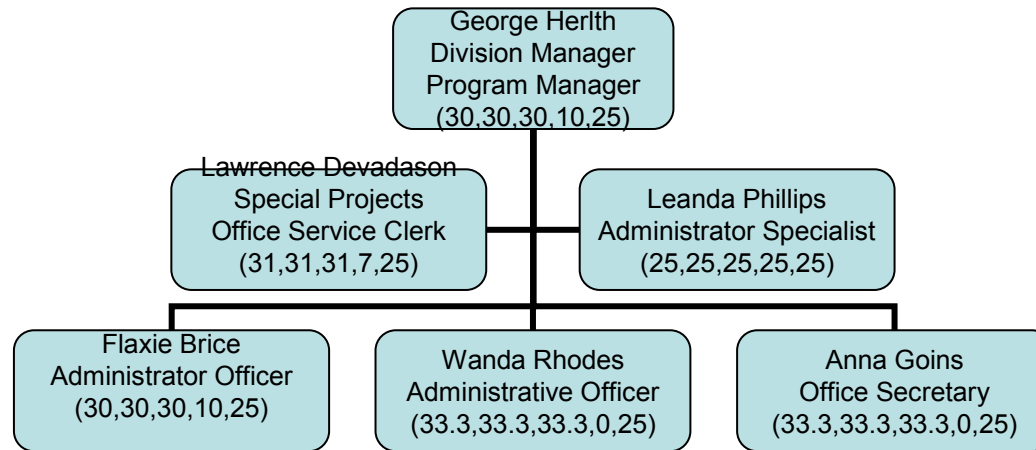 George Herlth
Division Manager
Program Manager
(30,30,30,10,25)
Lawrence Devadason
Special Projects
Office Service Clerk
(31,31,31,7,25)
Leanda Phillips
Administrator Specialist
(25,25,25,25,25)
Flaxie Brice
Administrator Officer
(30,30,30,10,25)
Wanda Rhodes
Administrative Officer
(33.3,33.3,33.3,0,25)
Anna Goins
Office Secretary
(33.3,33.3,33.3,0,25)